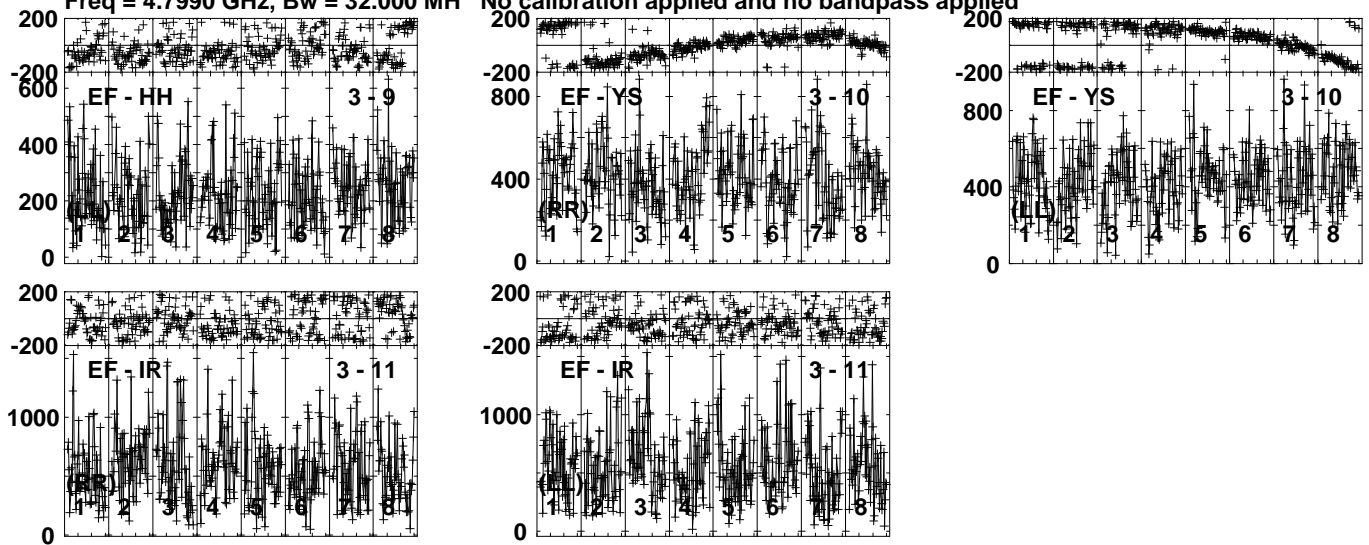 Freq = 4.7990 GHz, Bw = 32.000 MH No calibration applied and no bandpass applied
200
-200
600
400
200
0
EF - HH 3 - 9
(LL)
1 2 3 4 5 6 7 8
-200
800
400
0
EF - YS 3 - 10
(RR)
1 2 3 4 5 6 7 8
200
-200
800
400
0
EF - YS 3 - 10
(LL)
1 2 3 4 5 6 7 8
200
-200
1000
0
EF - IR 3 - 11
(RR)
1 2 3 4 5 6 7 8
200
-200
1000
0
EF - IR 3 - 11
(LL)
1 2 3 4 5 6 7 8